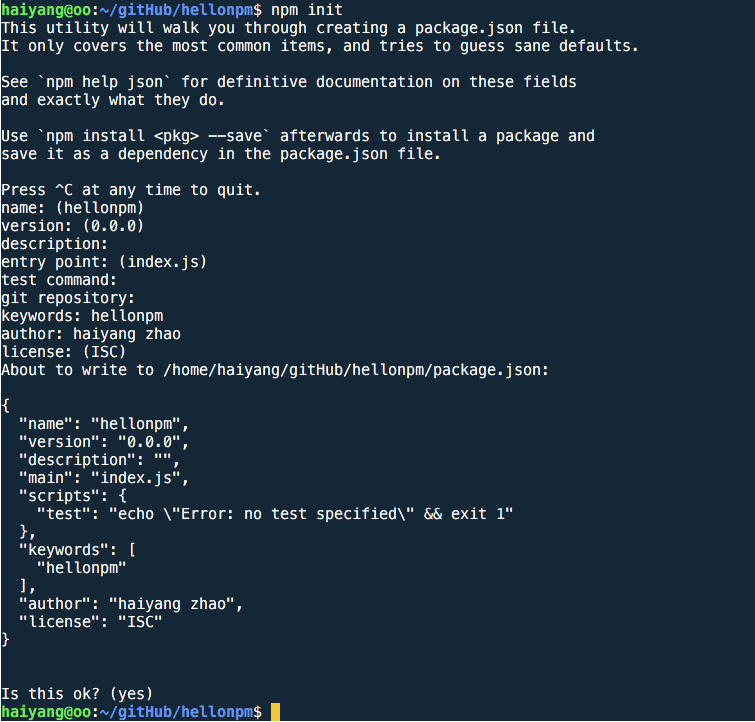 haiyang@oo:~/gitHub/hellonpm$ npm init
This utility will walk you through creating a package.json file.
It only covers the most common items, and tries to guess sane defaults.

See `npm help json` for definitive documentation on these fields
and exactly what they do.

Use `npm install <pkg> --save` afterwards to install a package and
save it as a dependency in the package.json file.

Press ^C at any time to quit.
name: (hellonpm)
version: (0.0.0)
description:
entry point: (index.js)
test command:
git repository:
keywords: hellonpm
author: haiyang zhao
license: (ISC)
About to write to /home/haiyang/gitHub/hellonpm/package.json:

{
  "name": "hellonpm",
  "version": "0.0.0",
  "description": "",
  "main": "index.js",
  "scripts": {
    "test": "echo \"Error: no test specified\" && exit 1"
  },
  "keywords": [
    "hellonpm"
  ],
  "author": "haiyang zhao",
  "license": "ISC"
}


Is this ok? (yes)
haiyang@oo:~/gitHub/hellonpm$